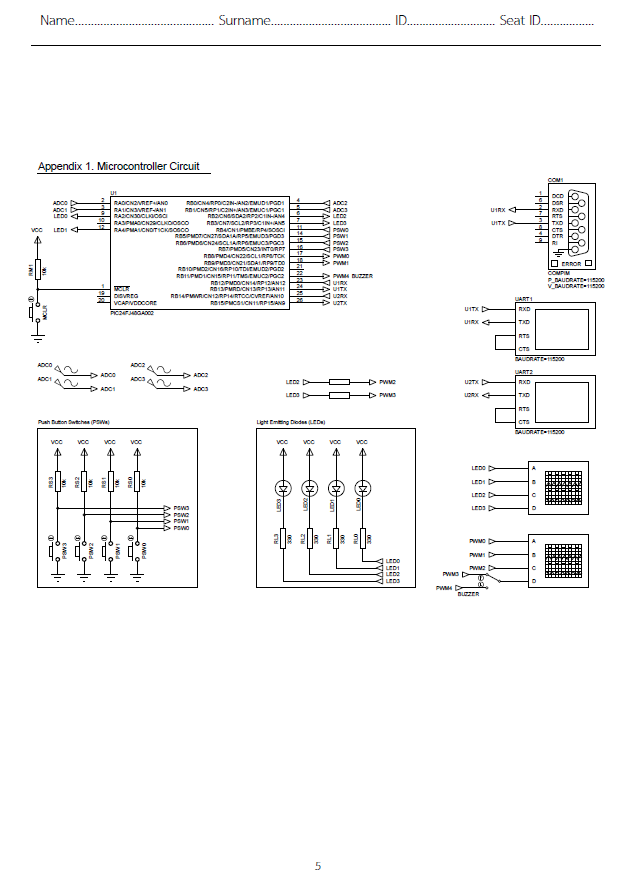 Name............................................ Surname...................................... ID............................ Seat ID.................
Appendix 1. Microcontroller Circuit
U1
ADC0 2 RA0/CN2/VREF+/AN0 RB0/CN4/RP0/C2IN-/AN2/EMUD1/PGD1 4 ADC2
ADC1 3 RA1/CN3/VREF-/AN1 RB1/CN5/RP1/C2IN+/AN3/EMUC1/PGC1 5 ADC3
LED0 9 RA2/CN30/CLKI/OSCI RB2/CN6/SDA2/RP2/C1IN-/AN4 6 LED2
10 RA3/CN29/CLKO/OSCO RB3/CN7/SCL2/RP3/C1IN+/AN5 7 LED3
LED1 12 RA4/PMA1/CN0/T1CK/SOSCO RB4/CN1/PMBE/RP4/SOSCI 11 PSW0
RB5/PMD7/CN27/SDA1A/RP5/EMUD3/PGD3 14 PSW1
RB6/PMD6/CN24/SCL1A/RP6/EMUC3/PGC3 15 PSW2
RB7/PMD5/CN23/INT0/RP7 16 PSW3
RB8/PMD4/CN22/SCL1/RP8/TCK 17 PWM0
RB9/PMD3/CN21/SDA1/RP9/TD0 18 PWM1
RB10/PMD2/CN16/RP10/TDI/EMUD2/PGD2 21
RB11/PMD1/CN15/RP11/TMS/EMUC2/PGC2 22 PWM4 BUZZER
RB12/PMD0/CN14/RP12/AN12 23 U1RX
1 MCLR RB13/PMRD/CN13/RP13/AN11 24 U1TX
19 DISVREG RB14/PMWR/CN12/RP14/RTCC/CVREF/AN10 25 U2RX
20 VCAP/VDDCORE RB15/PMCS1/CN11/RP15/AN9 26 U2TX
PIC24FJ48GA002
VCC
RM1
10k
MCLR
COM1
1 DCD
6 DSR
U1RX 2 RXD
7 RTS
U1TX 3 TXD
8 CTS
4 DTR
9 RI
ERROR
COMPIM
P_BAUDRATE=115200
V_BAUDRATE=115200
UART1
U1TX RXD
U1RX TXD
RTS
CTS
BAUDRATE=115200
UART2
U2TX RXD
U2RX TXD
RTS
CTS
BAUDRATE=115200
ADC0 ADC0 ADC2 ADC2
ADC1 ADC1 ADC3 ADC3
LED2 PWM2
LED3 PWM3
Push Button Switches (PSWs)
VCC VCC VCC VCC
RS3 10k RS2 10k RS1 10k RS0 10k
PSW3
PSW2
PSW1
PSW0
PSW3 PSW2 PSW1 PSW0
Light Emitting Diodes (LEDs)
VCC VCC VCC VCC
LED3 LED2 LED1 LED0
RL3 330 RL2 330 RL1 330 RL0 330
LED0
LED1
LED2
LED3
LED0 A
LED1 B
LED2 C
LED3 D
PWM0 A
PWM1 B
PWM2 C
PWM3 D
PWM4
BUZZER
5